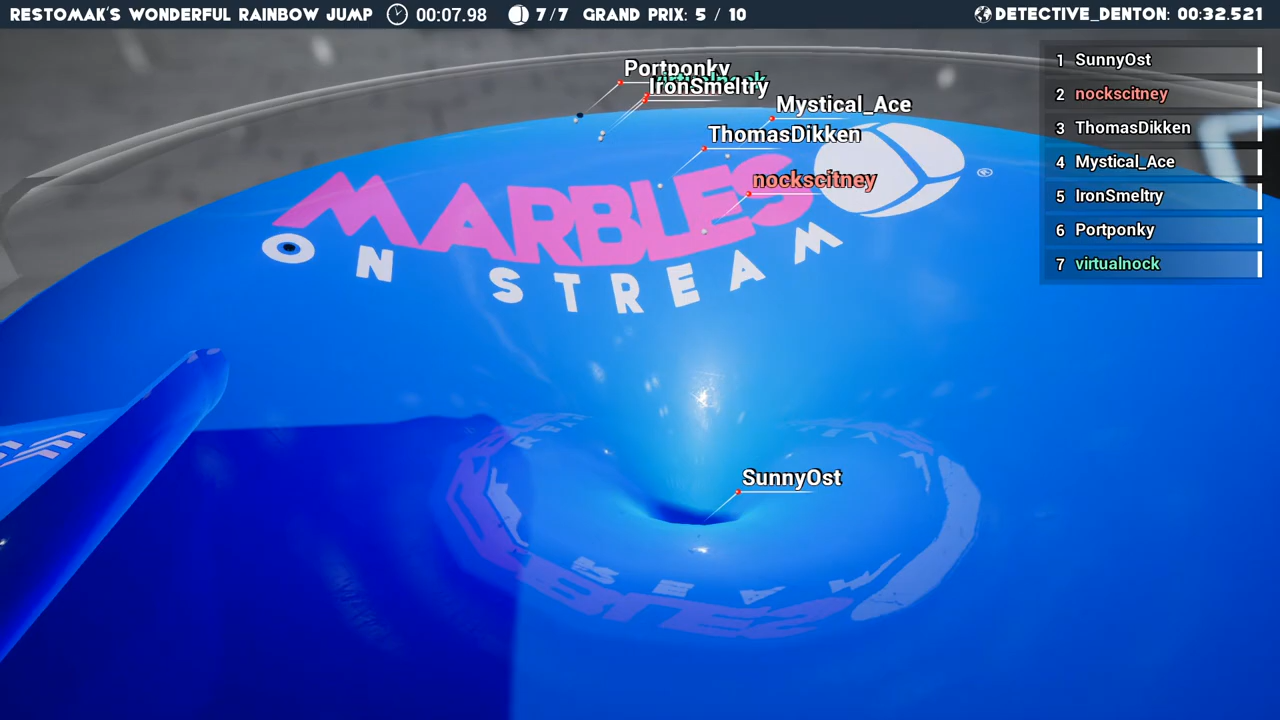 RESTOMAK'S WONDERFUL RAINBOW JUMP 00:07.98 7/7 GRAND PRIX: 5 / 10 DETECTIVE_DENTON: 00:32.521
1 SunnyOst
2 nockscitney
3 ThomasDikken
4 Mystical_Ace
5 IronSmeltry
6 Portponky
7 virtualnock
Portponky
virtualnock
IronSmeltry
Mystical_Ace
ThomasDikken
nockscitney
MARBLES
ON STREAM
®
SunnyOst